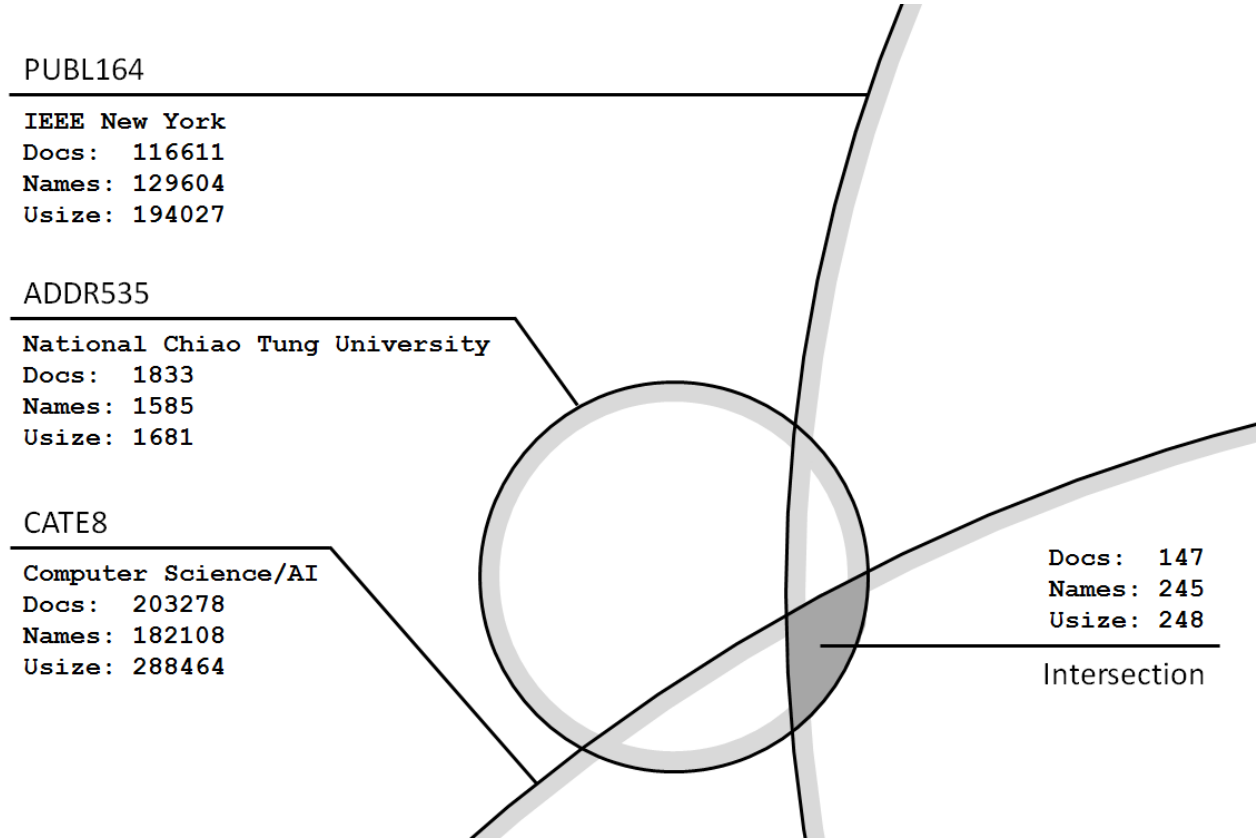 PUBL164
IEEE New York
Docs: 116611
Names: 129604
Usize: 194027
ADDR535
National Chiao Tung University
Docs: 1833
Names: 1585
Usize: 1681
CATE8
Computer Science/AI
Docs: 203278
Names: 182108
Usize: 288464
Docs: 147
Names: 245
Usize: 248
Intersection